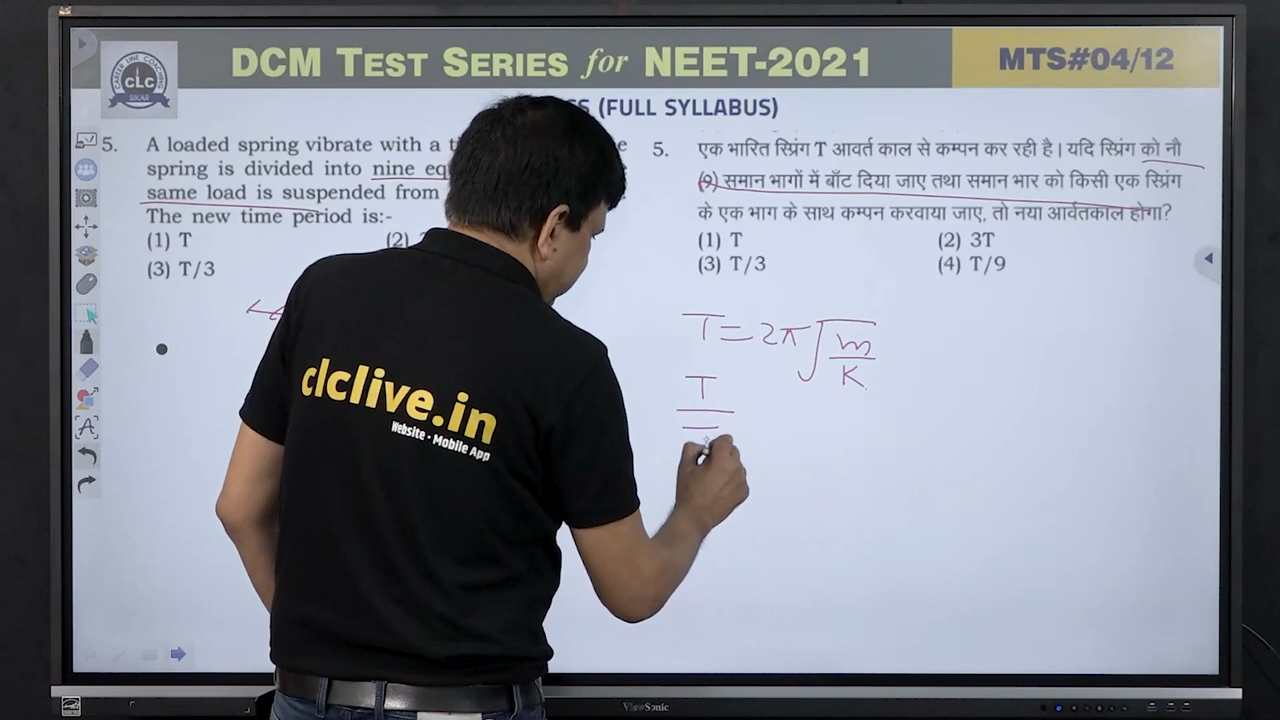 DCM TEST SERIES for NEET-2021
MTS#04/12
CAREER LINE COACHING
CLC
SIKAR
(FULL SYLLABUS)
5. A loaded spring vibrate with a
spring is divided into nine
same load is suspended from
The new time period is:-
(1) T (2)
(3) T/3
5. एक भारित स्प्रिंग T आवर्त काल से कम्पन कर रही है। यदि स्प्रिंग को नौ
(9) समान भागों में बाँट दिया जाए तथा समान भार को किसी एक स्प्रिंग
के एक भाग के साथ कम्पन करवाया जाए, तो नया आर्वतकाल होगा?
(1) T (2) 3T
(3) T/3 (4) T/9
T=2π√m/K
T
clclive.in
Website · Mobile App
ViewSonic